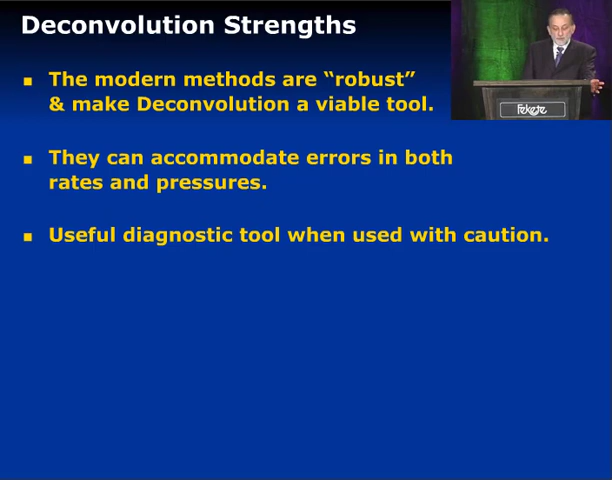 Deconvolution Strengths
The modern methods are “robust”
& make Deconvolution a viable tool.
They can accommodate errors in both
rates and pressures.
Useful diagnostic tool when used with caution.
Fekete